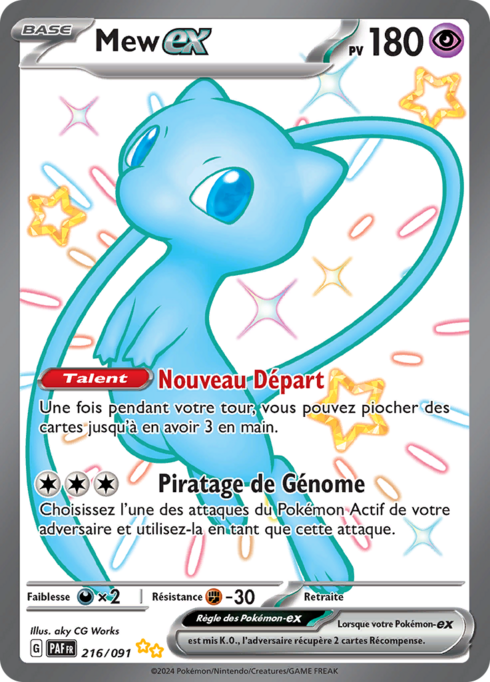 BASE Mew ex PV 180
Talent Nouveau Départ
Une fois pendant votre tour, vous pouvez piocher des
cartes jusqu'à en avoir 3 en main.
Piratage de Génome
Choisissez l'une des attaques du Pokémon Actif de votre
adversaire et utilisez-la en tant que cette attaque.
Faiblesse ×2 Résistance -30 Retraite
Règle des Pokémon-ex Lorsque votre Pokémon-ex
est mis K.O., l'adversaire récupère 2 cartes Récompense.
Illus. aky CG Works
G PAF FR 216/091
©2024 Pokémon/Nintendo/Creatures/GAME FREAK